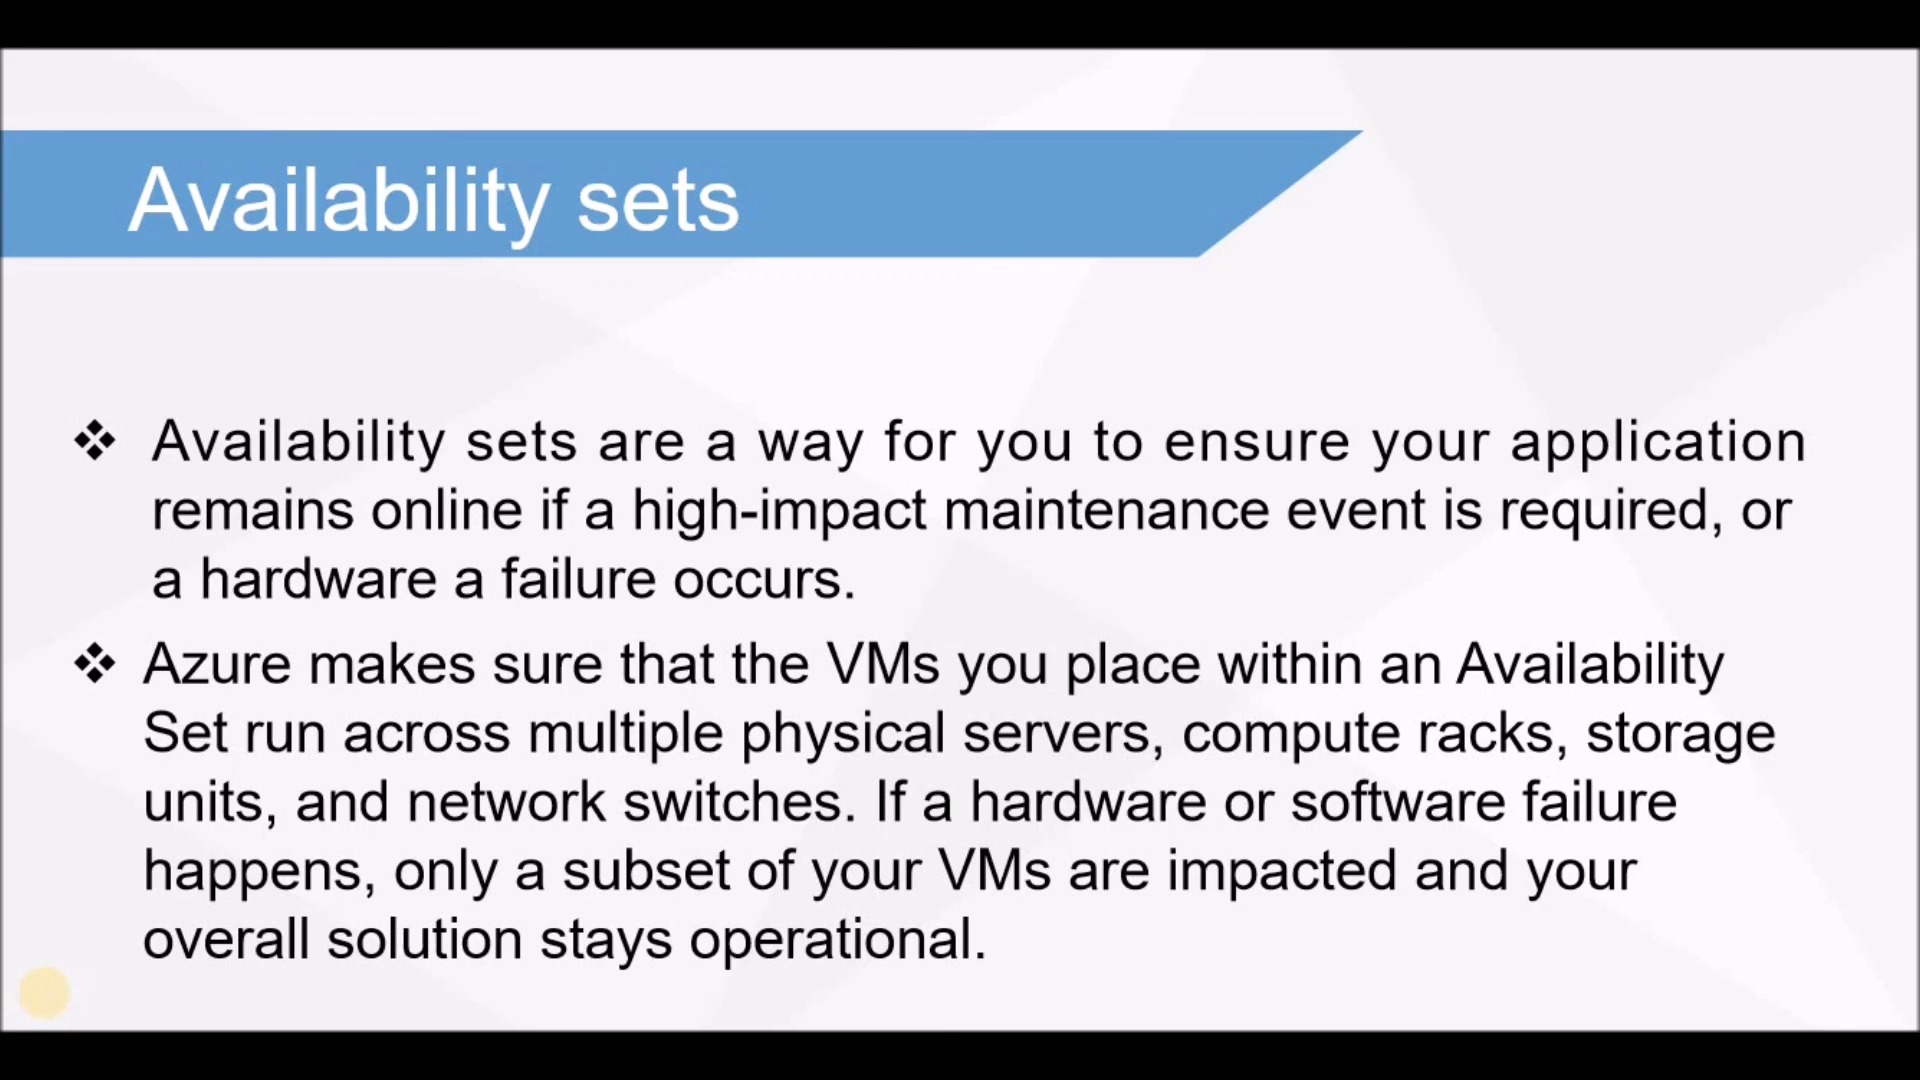 Availability sets
❖ Availability sets are a way for you to ensure your application
remains online if a high-impact maintenance event is required, or
a hardware a failure occurs.
❖ Azure makes sure that the VMs you place within an Availability
Set run across multiple physical servers, compute racks, storage
units, and network switches. If a hardware or software failure
happens, only a subset of your VMs are impacted and your
overall solution stays operational.